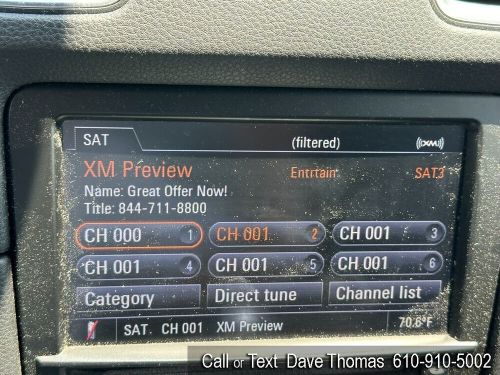 SAT (filtered) ((XM))
XM Preview Entrtain SAT3
Name: Great Offer Now!
Title: 844-711-8800
CH 000 1 CH 001 2 CH 001 3
CH 001 4 CH 001 5 CH 001 6
Category Direct tune Channel list
SAT CH 001 XM Preview 70.6°F
Call or Text Dave Thomas 610-910-5002